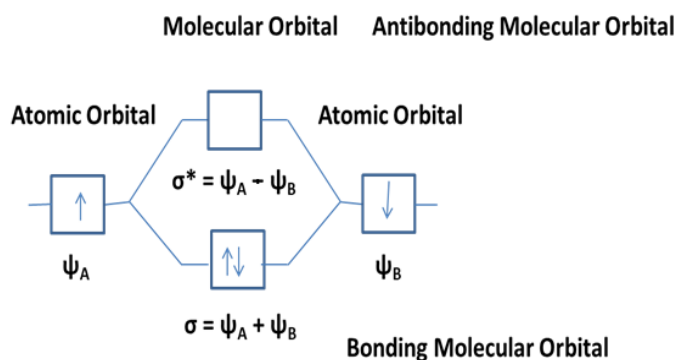 Molecular Orbital Antibonding Molecular Orbital
Atomic Orbital Atomic Orbital
σ* = ψA – ψB
ψA ψB
σ = ψA + ψB
Bonding Molecular Orbital